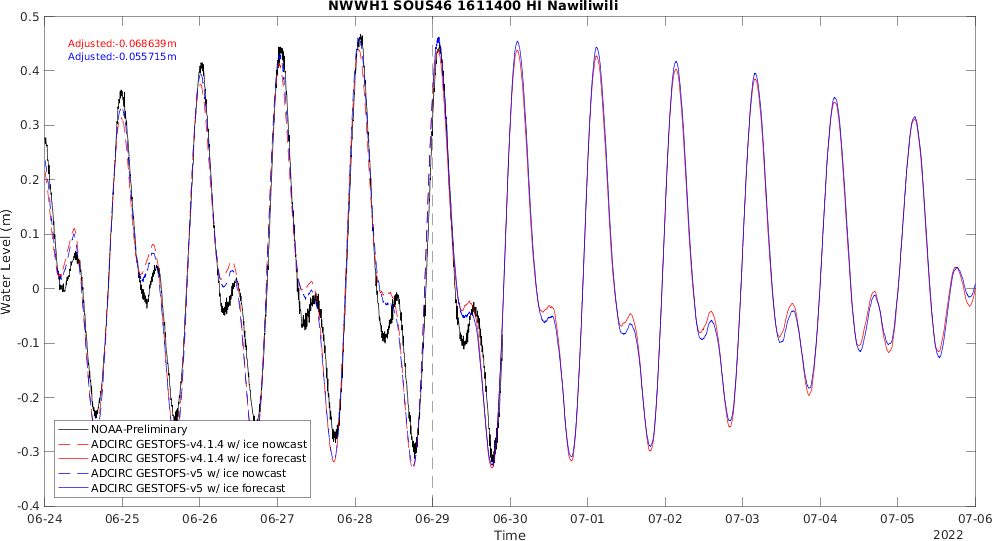 NWWH1 SOUS46 1611400 HI Nawiliwili
0.5
Adjusted:-0.068639m
Adjusted:-0.055715m
0.4
0.3
0.2
0.1
0
-0.1
-0.2
-0.3
-0.4
Water Level (m)
NOAA-Preliminary
ADCIRC GESTOFS-v4.1.4 w/ ice nowcast
ADCIRC GESTOFS-v4.1.4 w/ ice forecast
ADCIRC GESTOFS-v5 w/ ice nowcast
ADCIRC GESTOFS-v5 w/ ice forecast
06-24 06-25 06-26 06-27 06-28 06-29 06-30 07-01 07-02 07-03 07-04 07-05 07-06
Time
2022